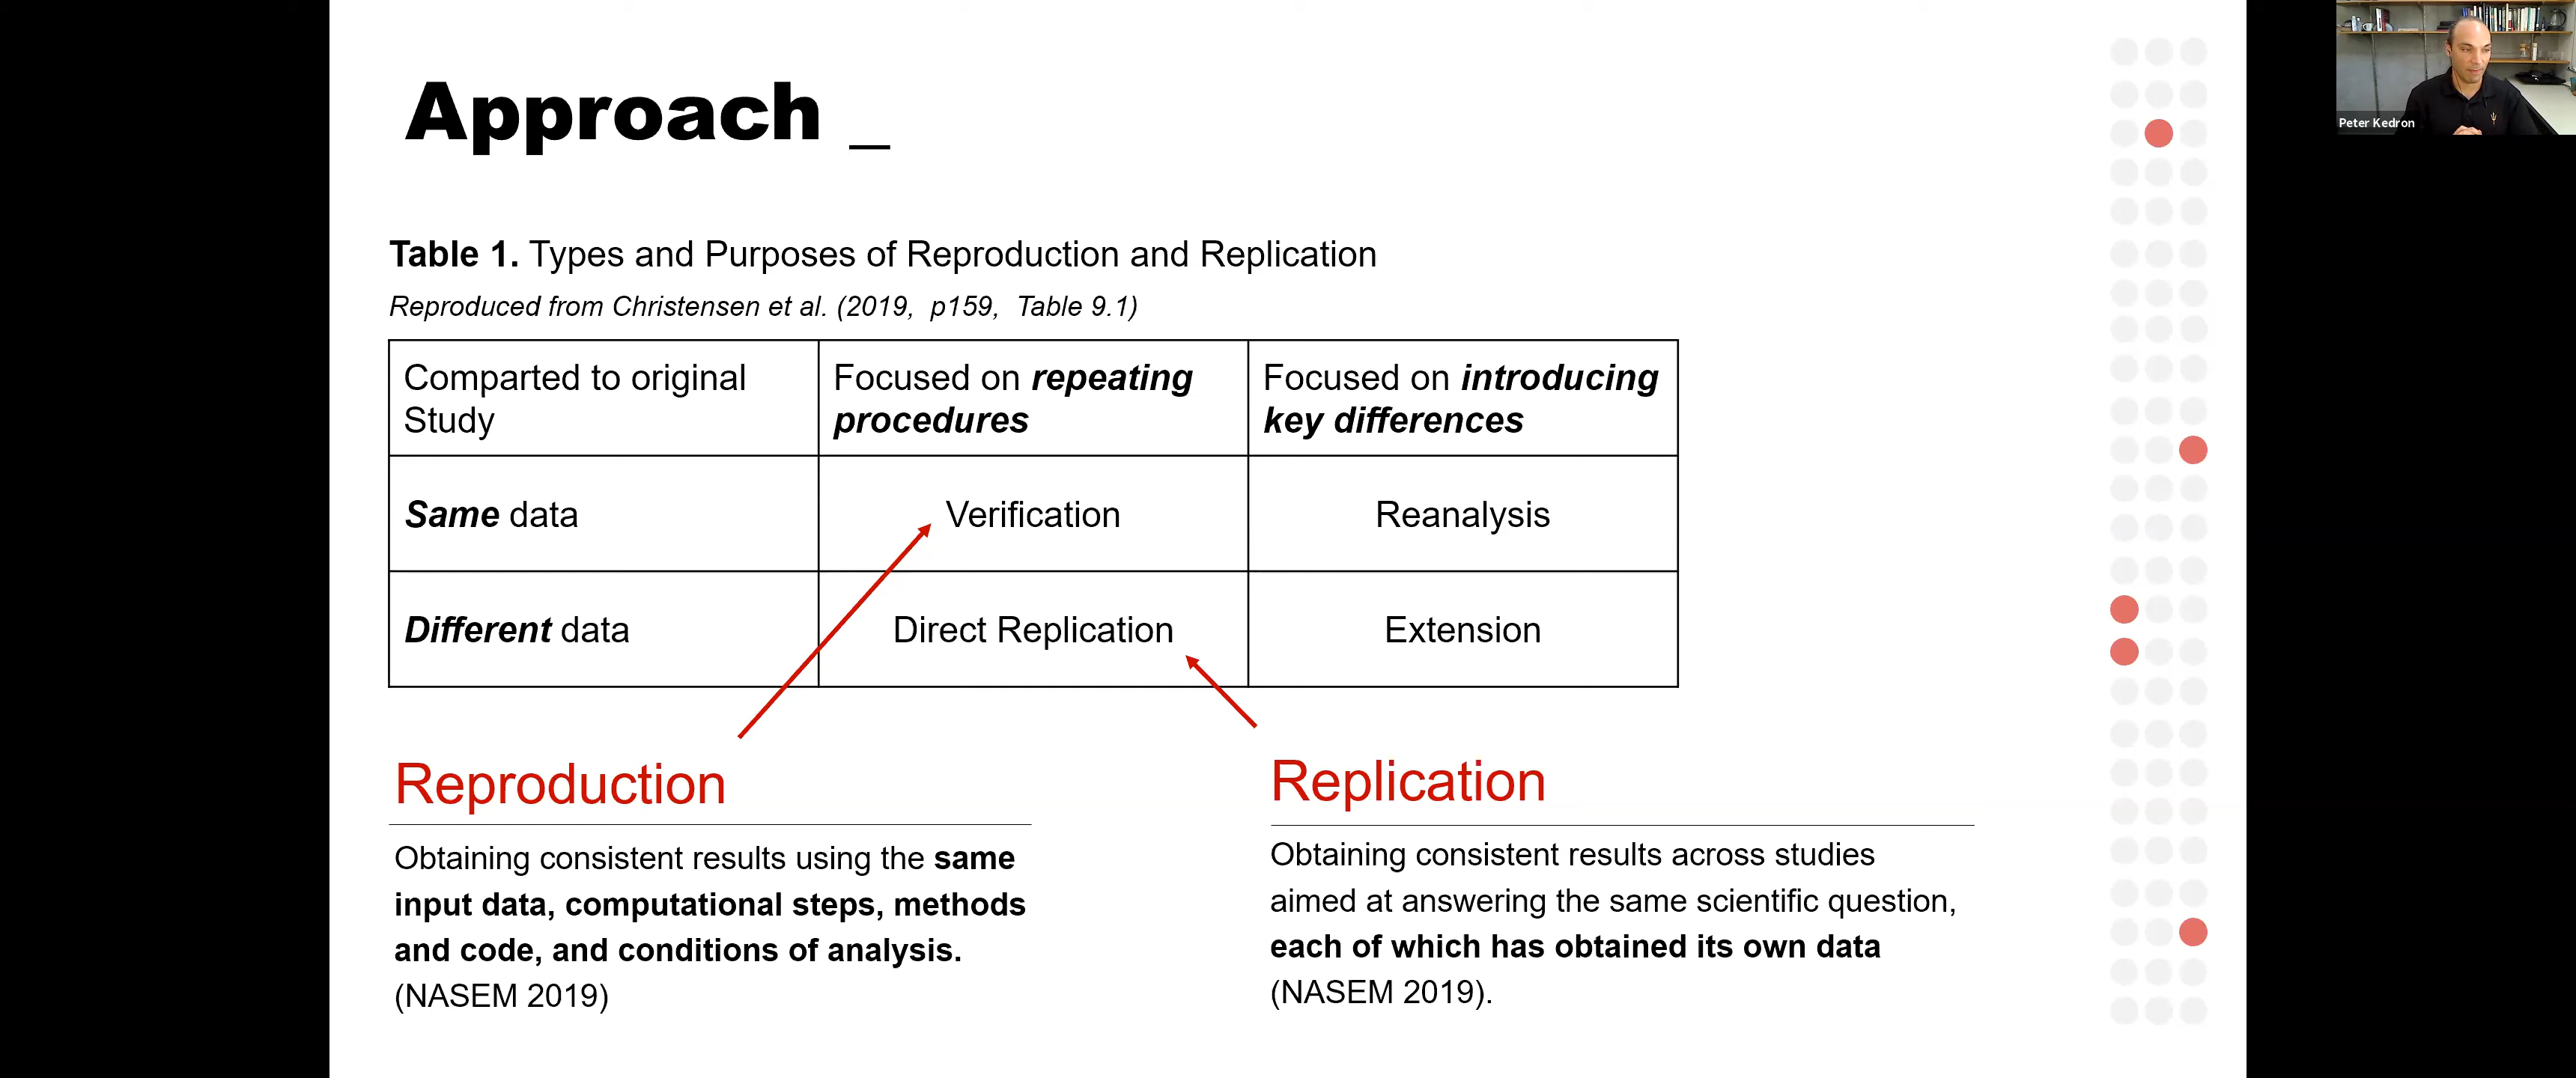 Approach _
Peter Kedron
Table 1. Types and Purposes of Reproduction and Replication
Reproduced from Christensen et al. (2019, p159, Table 9.1)
Comparted to original
Study
Focused on repeating
procedures
Focused on introducing
key differences
Same data
Verification
Reanalysis
Different data
Direct Replication
Extension
Reproduction
Obtaining consistent results using the same
input data, computational steps, methods
and code, and conditions of analysis.
(NASEM 2019)
Replication
Obtaining consistent results across studies
aimed at answering the same scientific question,
each of which has obtained its own data
(NASEM 2019).